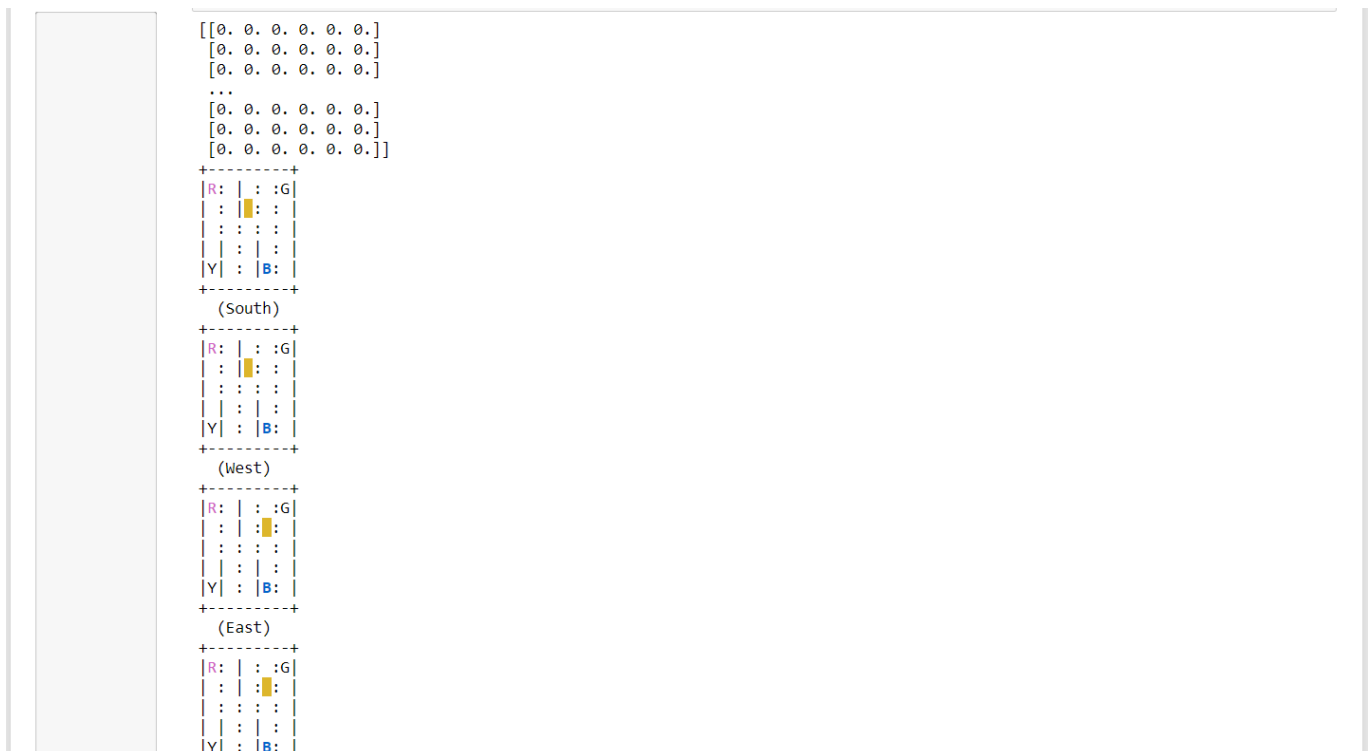 [[0. 0. 0. 0. 0. 0.]
 [0. 0. 0. 0. 0. 0.]
 [0. 0. 0. 0. 0. 0.]
 ...
 [0. 0. 0. 0. 0. 0.]
 [0. 0. 0. 0. 0. 0.]
 [0. 0. 0. 0. 0. 0.]]
+---------+
|R: | : :G|
| : | : : |
| : : : : |
| | : | : |
|Y| : |B: |
+---------+
  (South)
+---------+
|R: | : :G|
| : | : : |
| : : : : |
| | : | : |
|Y| : |B: |
+---------+
  (West)
+---------+
|R: | : :G|
| : | : : |
| : : : : |
| | : | : |
|Y| : |B: |
+---------+
  (East)
+---------+
|R: | : :G|
| : | : : |
| : : : : |
| | : | : |
|Y| : |B: |